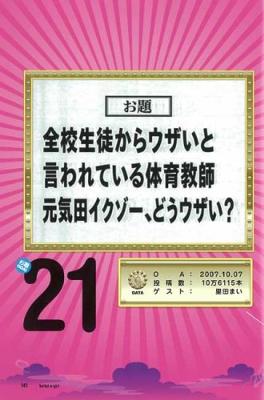 お題
全校生徒からウザいと
言われている体育教師
元気田イクゾー、どうウザい？
お題
21
DATA
O A : 2007.10.07
投稿数 : 10万6115本
ゲスト : 里田まい